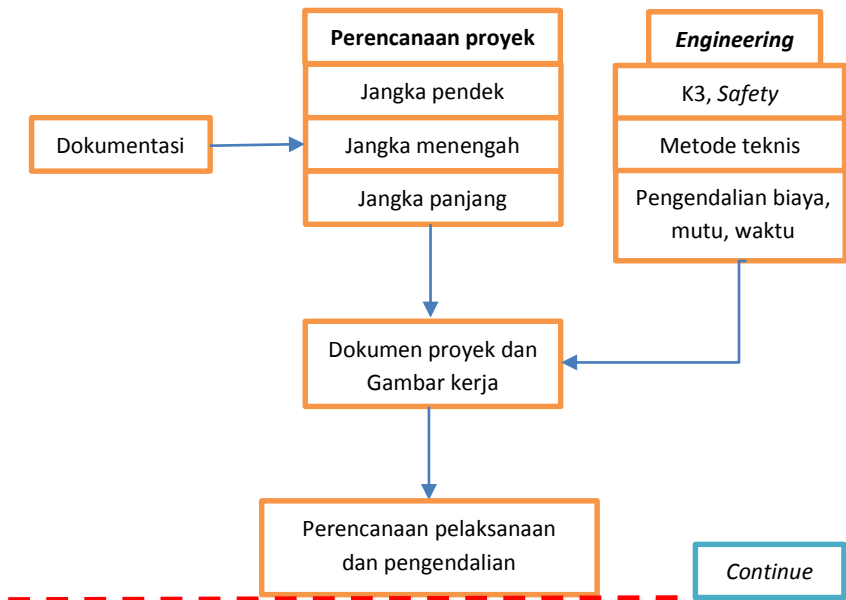 Perencanaan proyek
Jangka pendek
Jangka menengah
Jangka panjang
Engineering
K3, Safety
Metode teknis
Pengendalian biaya,
mutu, waktu
Dokumentasi
Dokumen proyek dan
Gambar kerja
Perencanaan pelaksanaan
dan pengendalian
Continue